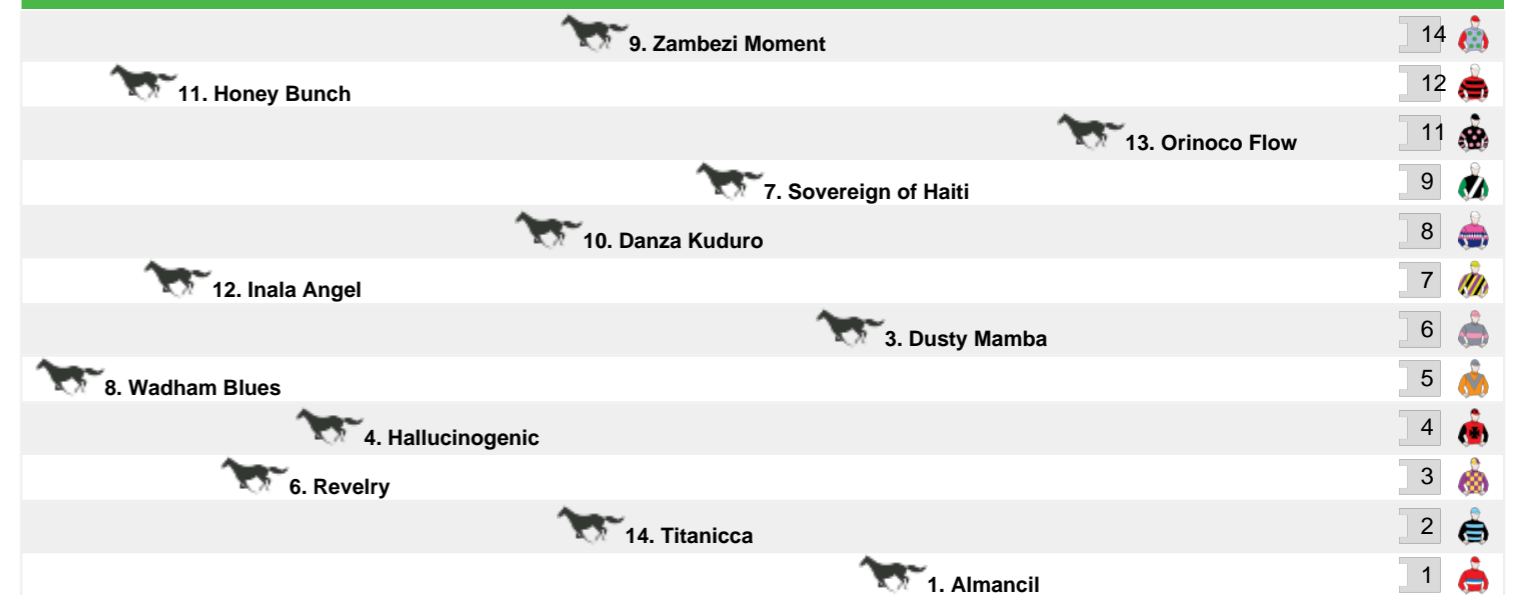 9. Zambezi Moment 14
11. Honey Bunch 12
13. Orinoco Flow 11
7. Sovereign of Haiti 9
10. Danza Kuduro 8
12. Inala Angel 7
3. Dusty Mamba 6
8. Wadham Blues 5
4. Hallucinogenic 4
6. Revelry 3
14. Titanicca 2
1. Almancil 1